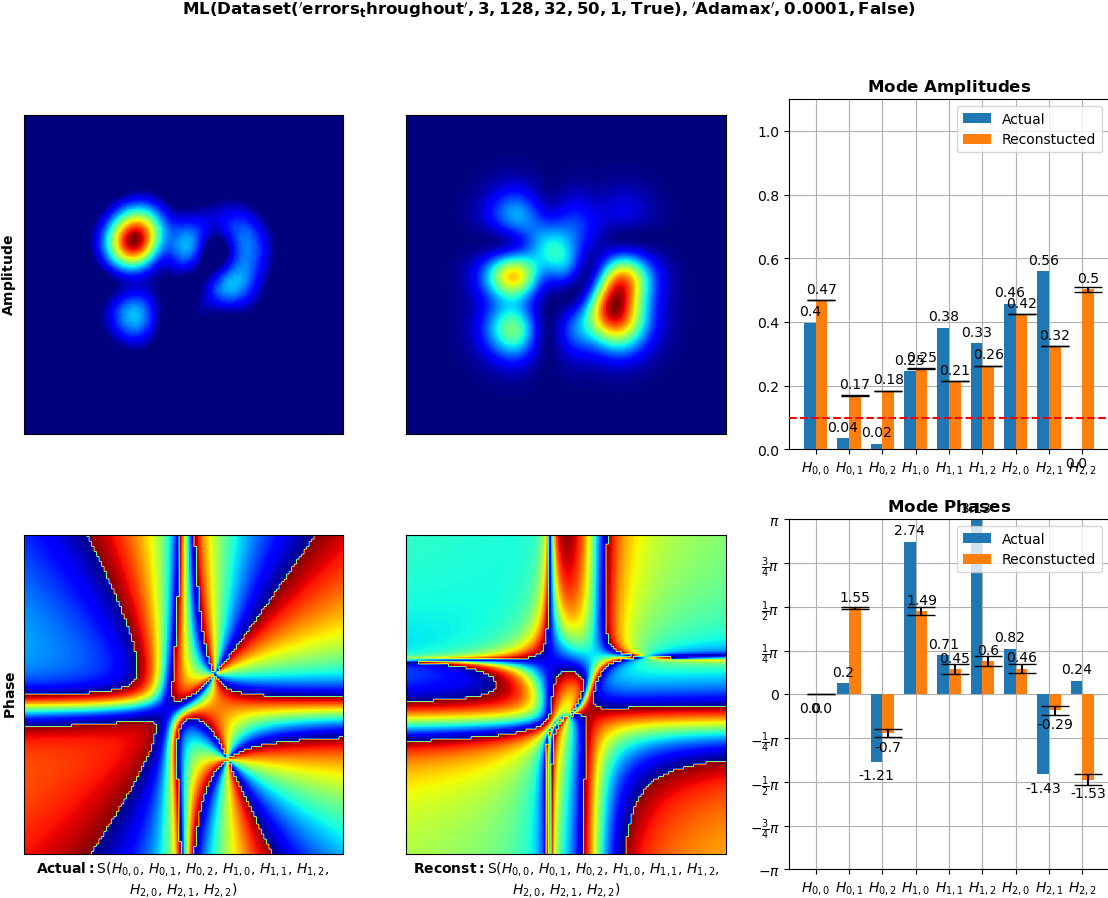 ML(Dataset('errors_throughout', 3, 128, 32, 50, 1, True), 'Adamax', 0.0001, False)
Amplitude
Mode Amplitudes
Actual
Reconstucted
1.0
0.8
0.6
0.4
0.2
0.0
0.4
0.47
0.04
0.17
0.02
0.18
0.25
0.25
0.38
0.21
0.33
0.26
0.46
0.42
0.56
0.32
0.0
0.5
H0,0 H0,1 H0,2 H1,0 H1,1 H1,2 H2,0 H2,1 H2,2
Phase
Actual: S(H0,0, H0,1, H0,2, H1,0, H1,1, H1,2,
H2,0, H2,1, H2,2)
Reconst: S(H0,0, H0,1, H0,2, H1,0, H1,1, H1,2,
H2,0, H2,1, H2,2)
Mode Phases
Actual
Reconstucted
π
3/4π
1/2π
1/4π
0
−1/4π
−1/2π
−3/4π
−π
0.0
0.0
0.2
1.55
-1.21
-0.7
2.74
1.49
0.71
0.45
0.6
0.82
0.46
-1.43
-0.29
0.24
-1.53
H0,0 H0,1 H0,2 H1,0 H1,1 H1,2 H2,0 H2,1 H2,2